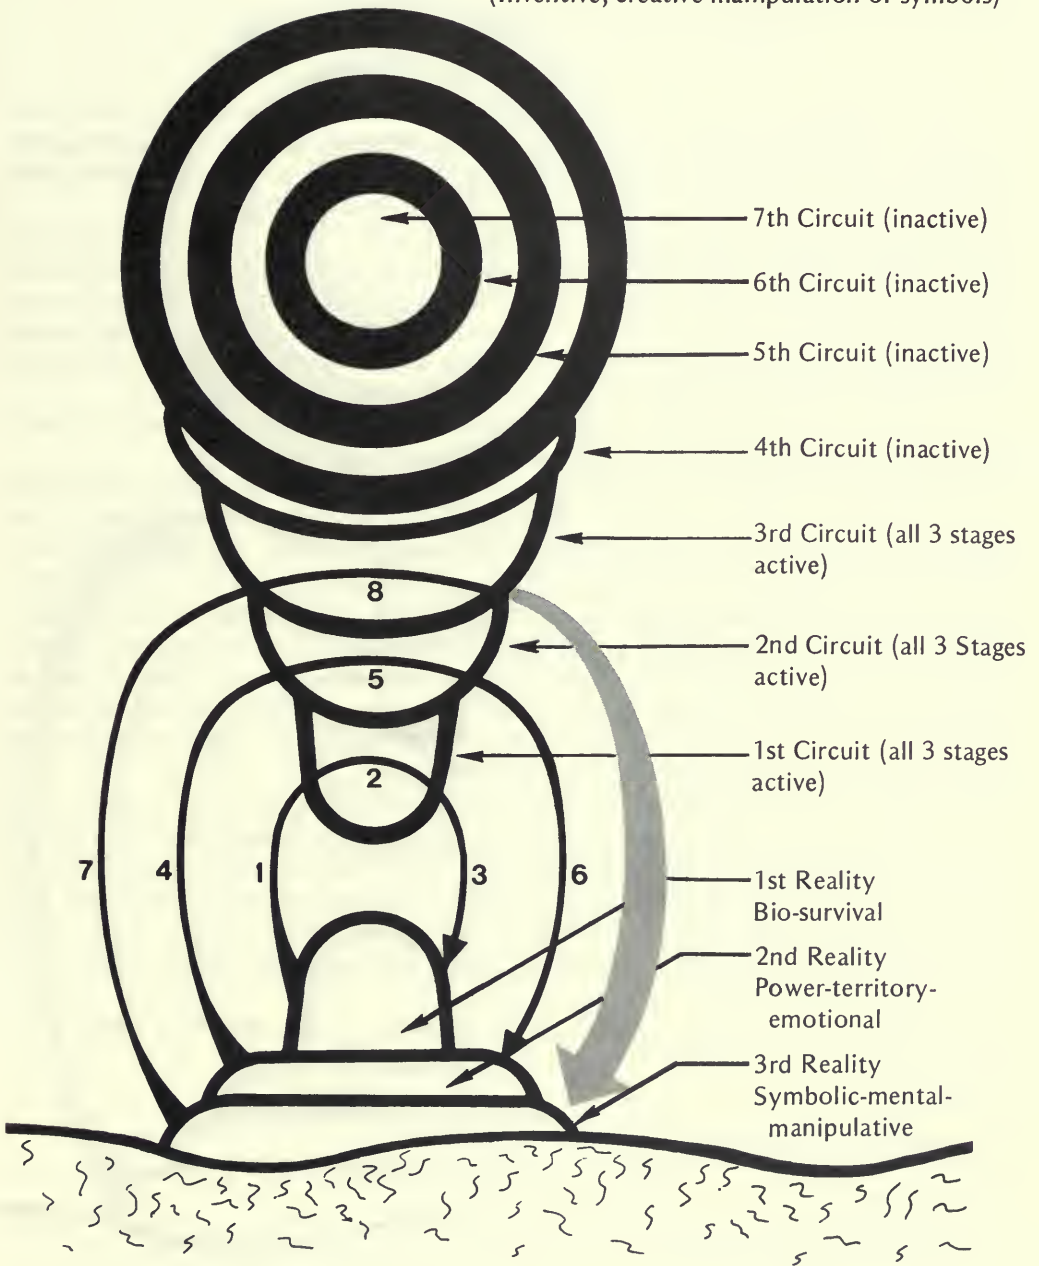 (Inventive, creative manipulation of symbols)
7th Circuit (inactive)
6th Circuit (inactive)
5th Circuit (inactive)
4th Circuit (inactive)
3rd Circuit (all 3 stages
active)
8
2nd Circuit (all 3 Stages
active)
5
1st Circuit (all 3 stages
active)
2
7 4 1 3 6
1st Reality
Bio-survival
2nd Reality
Power-territory-
emotional
3rd Reality
Symbolic-mental-
manipulative